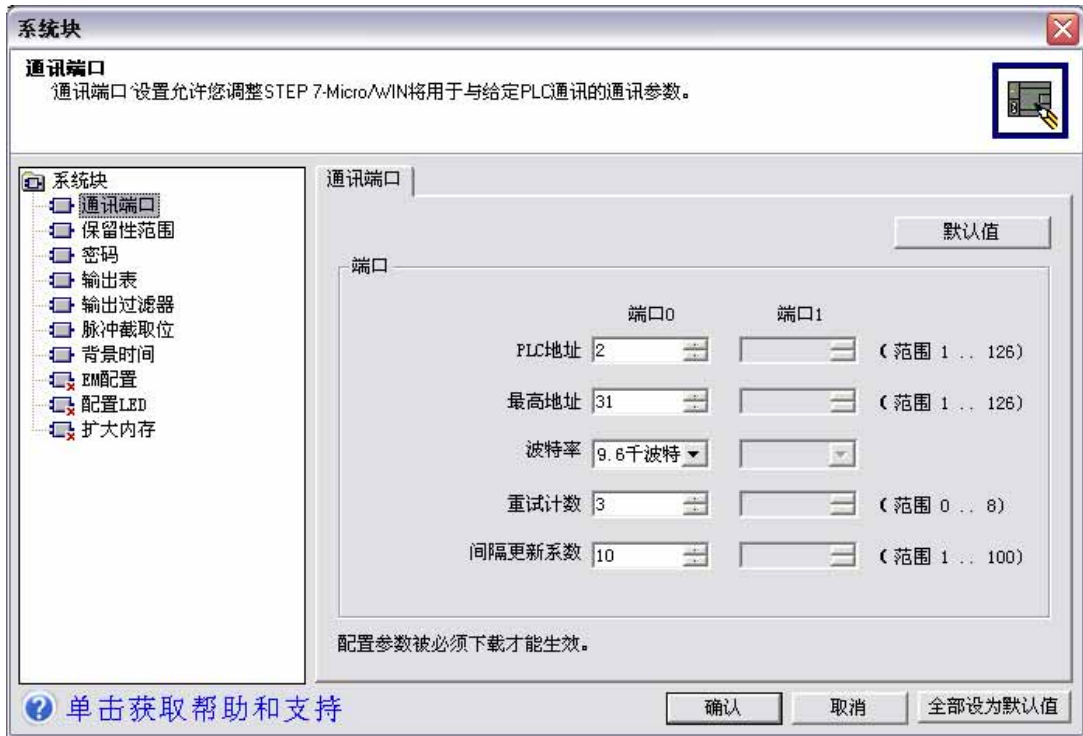 系统块
通讯端口
通讯端口 设置允许您调整STEP 7-Micro/WIN将用于与给定PLC通讯的通讯参数。
系统块
通讯端口
保留性范围
密码
输出表
输出过滤器
脉冲截取位
背景时间
EM配置
配置LED
扩大内存
通讯端口
默认值
端口
端口0 端口1
PLC地址 2 (范围 1 .. 126)
最高地址 31 (范围 1 .. 126)
波特率 9.6千波特
重试计数 3 (范围 0 .. 8)
间隔更新系数 10 (范围 1 .. 100)
配置参数被必须下载才能生效。
单击获取帮助和支持
确认 取消 全部设为默认值